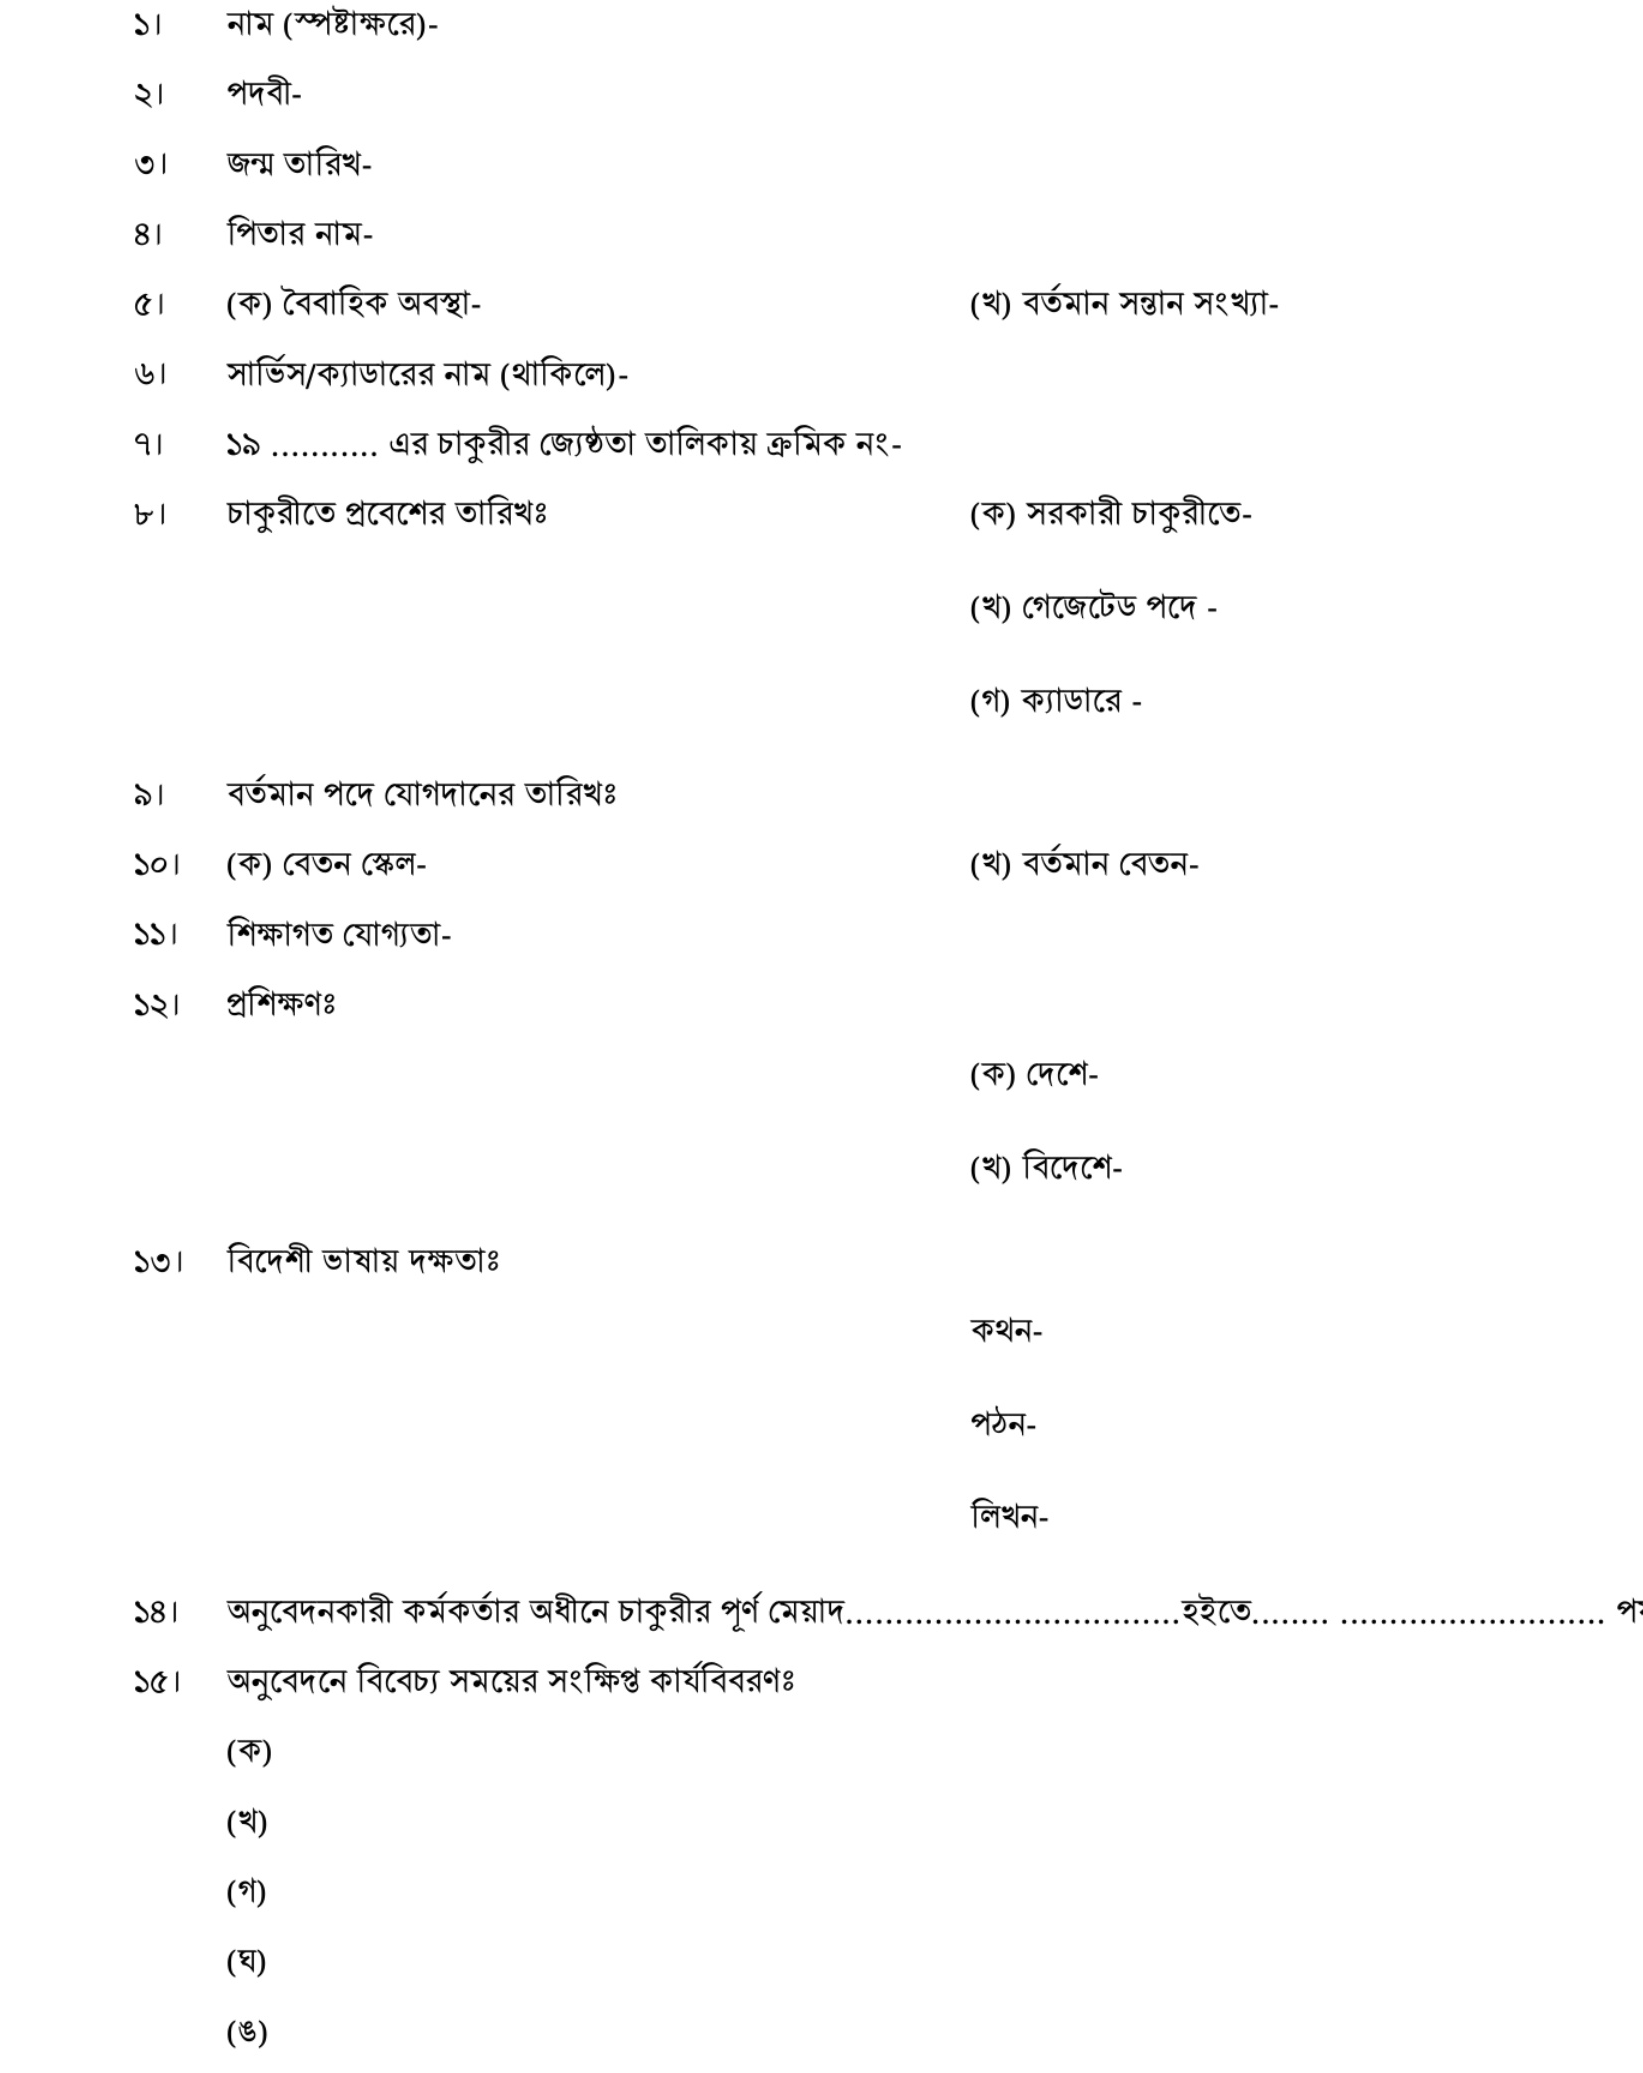 ১। নাম (স্পষ্টাক্ষরে)-
২। পদবী-
৩। জন্ম তারিখ-
৪। পিতার নাম-
৫। (ক) বৈবাহিক অবস্থা- (খ) বর্তমান সন্তান সংখ্যা-
৬। সার্ভিস/ক্যাডারের নাম (থাকিলে)-
৭। ১৯ ........... এর চাকুরীর জ্যেষ্ঠতা তালিকায় ক্রমিক নং-
৮। চাকুরীতে প্রবেশের তারিখঃ (ক) সরকারী চাকুরীতে-
(খ) গেজেটেড পদে -
(গ) ক্যাডারে -
৯। বর্তমান পদে যোগদানের তারিখঃ
১০। (ক) বেতন স্কেল- (খ) বর্তমান বেতন-
১১। শিক্ষাগত যোগ্যতা-
১২। প্রশিক্ষণঃ
(ক) দেশে-
(খ) বিদেশে-
১৩। বিদেশী ভাষায় দক্ষতাঃ
কথন-
পঠন-
লিখন-
১৪। অনুবেদনকারী কর্মকর্তার অধীনে চাকুরীর পূর্ণ মেয়াদ..................................হইতে........ ...........................
১৫। অনুবেদনে বিবেচ্য সময়ের সংক্ষিপ্ত কার্যবিবরণঃ
(ক)
(খ)
(গ)
(ঘ)
(ঙ)